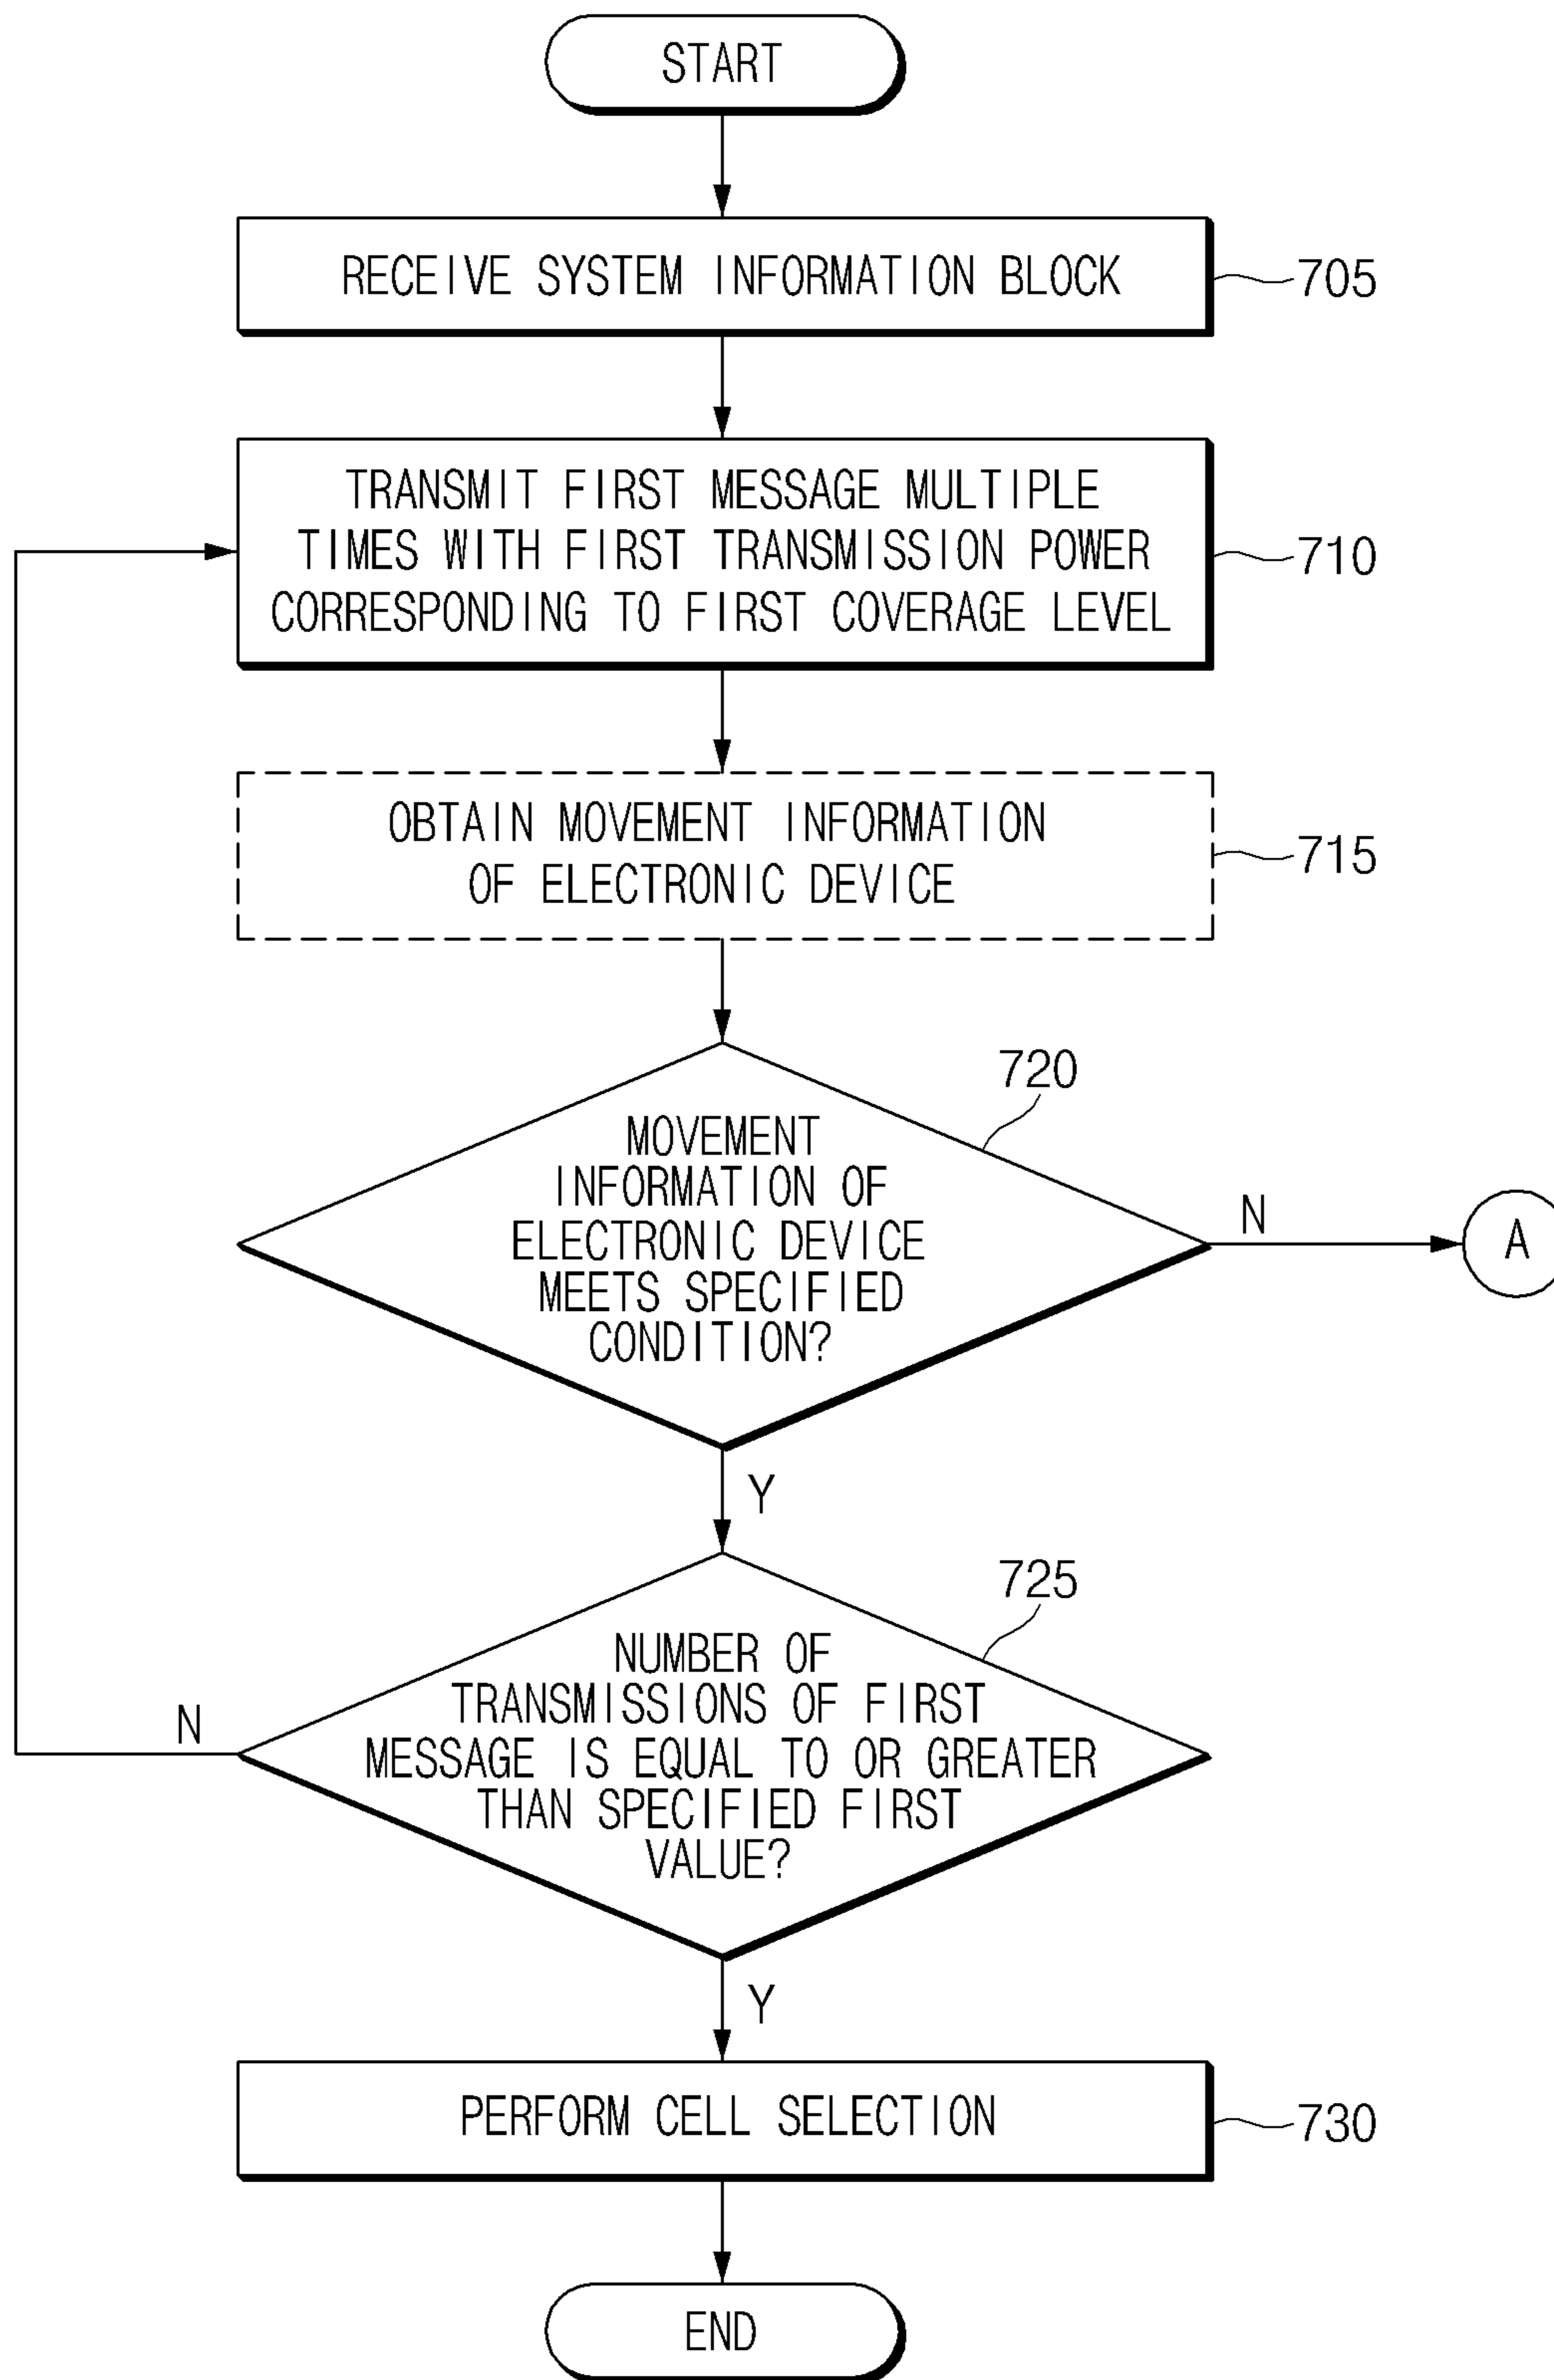 START
RECEIVE SYSTEM INFORMATION BLOCK
705
TRANSMIT FIRST MESSAGE MULTIPLE
TIMES WITH FIRST TRANSMISSION POWER
CORRESPONDING TO FIRST COVERAGE LEVEL
710
OBTAIN MOVEMENT INFORMATION
OF ELECTRONIC DEVICE
715
720
MOVEMENT
INFORMATION OF
ELECTRONIC DEVICE
MEETS SPECIFIED
CONDITION?
N
A
Y
725
NUMBER OF
TRANSMISSIONS OF FIRST
MESSAGE IS EQUAL TO OR GREATER
THAN SPECIFIED FIRST
VALUE?
N
Y
PERFORM CELL SELECTION
730
END